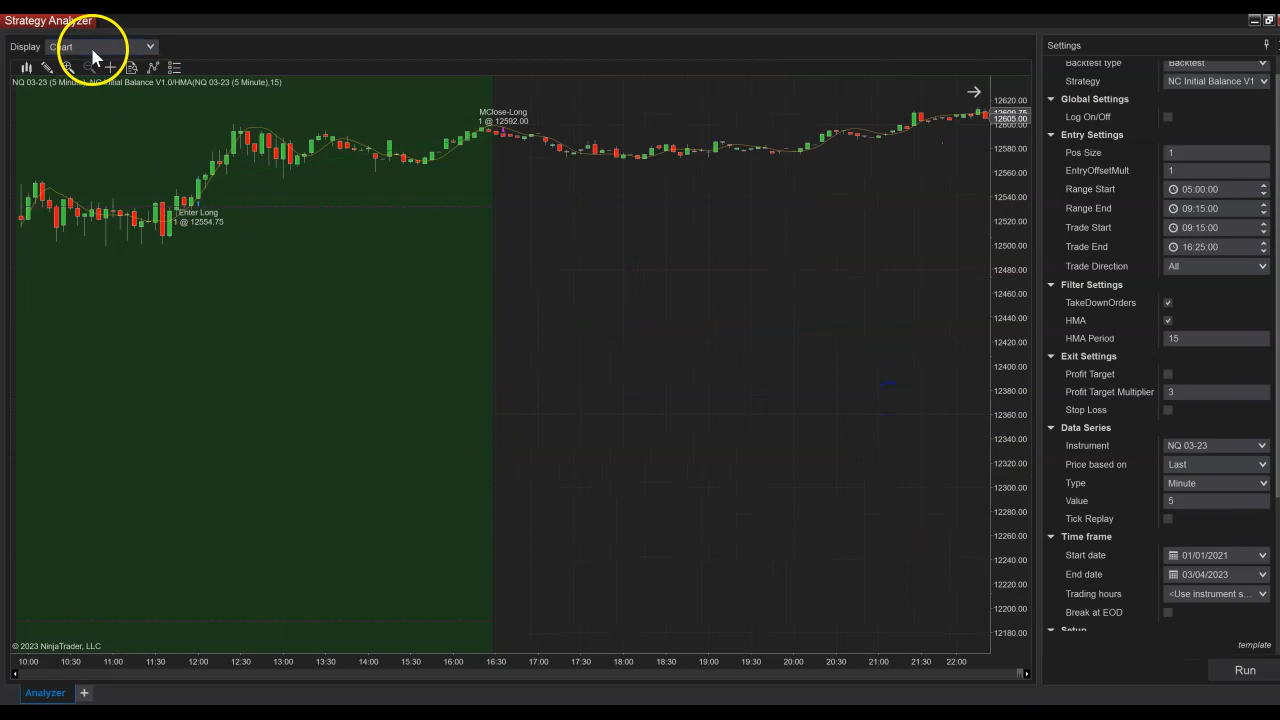 Strategy Analyzer
Display Chart
NQ 03-23 (5 Minute), NC Initial Balance V1.0/HMA(NQ 03-23 (5 Minute),15)
MClose-Long
1 @ 12592.00
Enter Long
1 @ 12554.75
12620.00
12609.75
12605.00
12600.00
12580.00
12560.00
12540.00
12520.00
12500.00
12480.00
12460.00
12440.00
12420.00
12400.00
12380.00
12360.00
12340.00
12320.00
12300.00
12280.00
12260.00
12240.00
12220.00
12200.00
12180.00
© 2023 NinjaTrader, LLC
10:00 10:30 11:00 11:30 12:00 12:30 13:00 13:30 14:00 14:30 15:00 15:30 16:00 16:30 17:00 17:30 18:00 18:30 19:00 19:30 20:00 20:30 21:00 21:30 22:00
Analyzer +
Settings
Backtest type Backtest
Strategy NC Initial Balance V1
Global Settings
Log On/Off
Entry Settings
Pos Size 1
EntryOffsetMult 1
Range Start 05:00:00
Range End 09:15:00
Trade Start 09:15:00
Trade End 16:25:00
Trade Direction All
Filter Settings
TakeDownOrders
HMA
HMA Period 15
Exit Settings
Profit Target
Profit Target Multiplier 3
Stop Loss
Data Series
Instrument NQ 03-23
Price based on Last
Type Minute
Value 5
Tick Replay
Time frame
Start date 01/01/2021
End date 03/04/2023
Trading hours <Use instrument s...
Break at EOD
Setup
template
Run